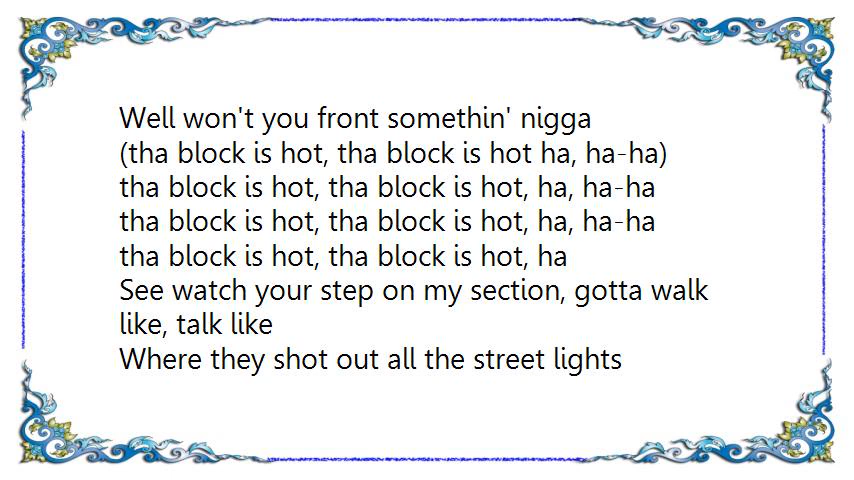 Well won't you front somethin' nigga
(tha block is hot, tha block is hot ha, ha-ha)
tha block is hot, tha block is hot, ha, ha-ha
tha block is hot, tha block is hot, ha, ha-ha
tha block is hot, tha block is hot, ha
See watch your step on my section, gotta walk
like, talk like
Where they shot out all the street lights